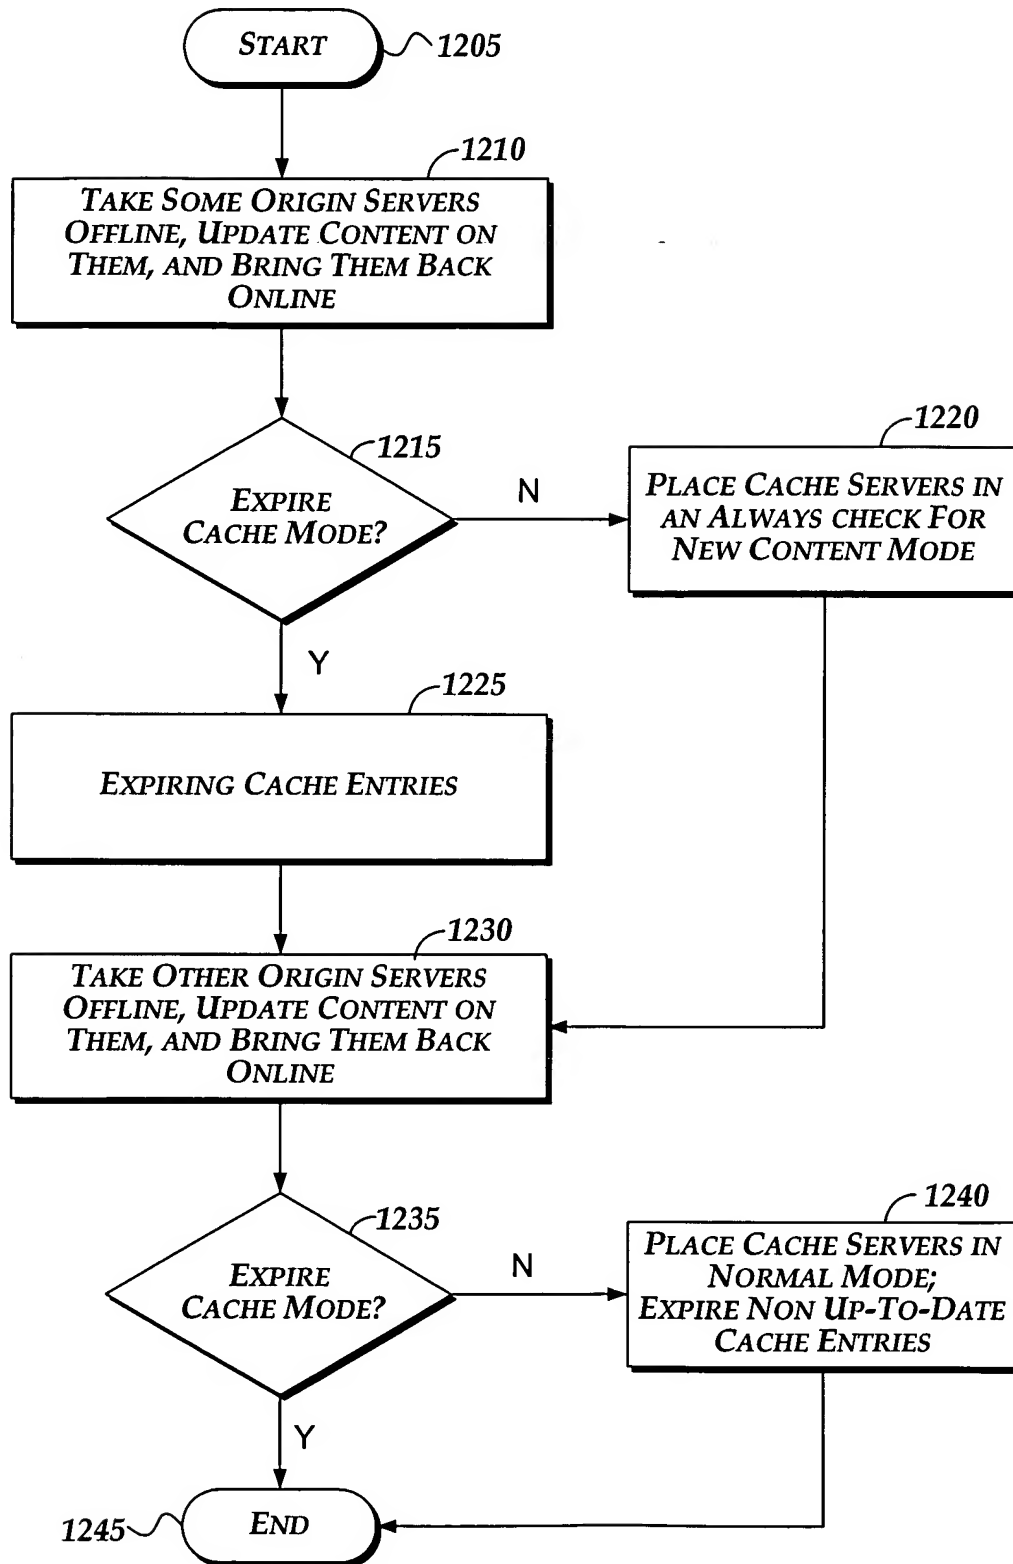 START
1205
1210
TAKE SOME ORIGIN SERVERS
OFFLINE, UPDATE CONTENT ON
THEM, AND BRING THEM BACK
ONLINE
1215
EXPIRE
CACHE MODE?
N
1220
PLACE CACHE SERVERS IN
AN ALWAYS CHECK FOR
NEW CONTENT MODE
Y
1225
EXPIRING CACHE ENTRIES
1230
TAKE OTHER ORIGIN SERVERS
OFFLINE, UPDATE CONTENT ON
THEM, AND BRING THEM BACK
ONLINE
1235
EXPIRE
CACHE MODE?
N
1240
PLACE CACHE SERVERS IN
NORMAL MODE;
EXPIRE NON UP-TO-DATE
CACHE ENTRIES
Y
1245
END